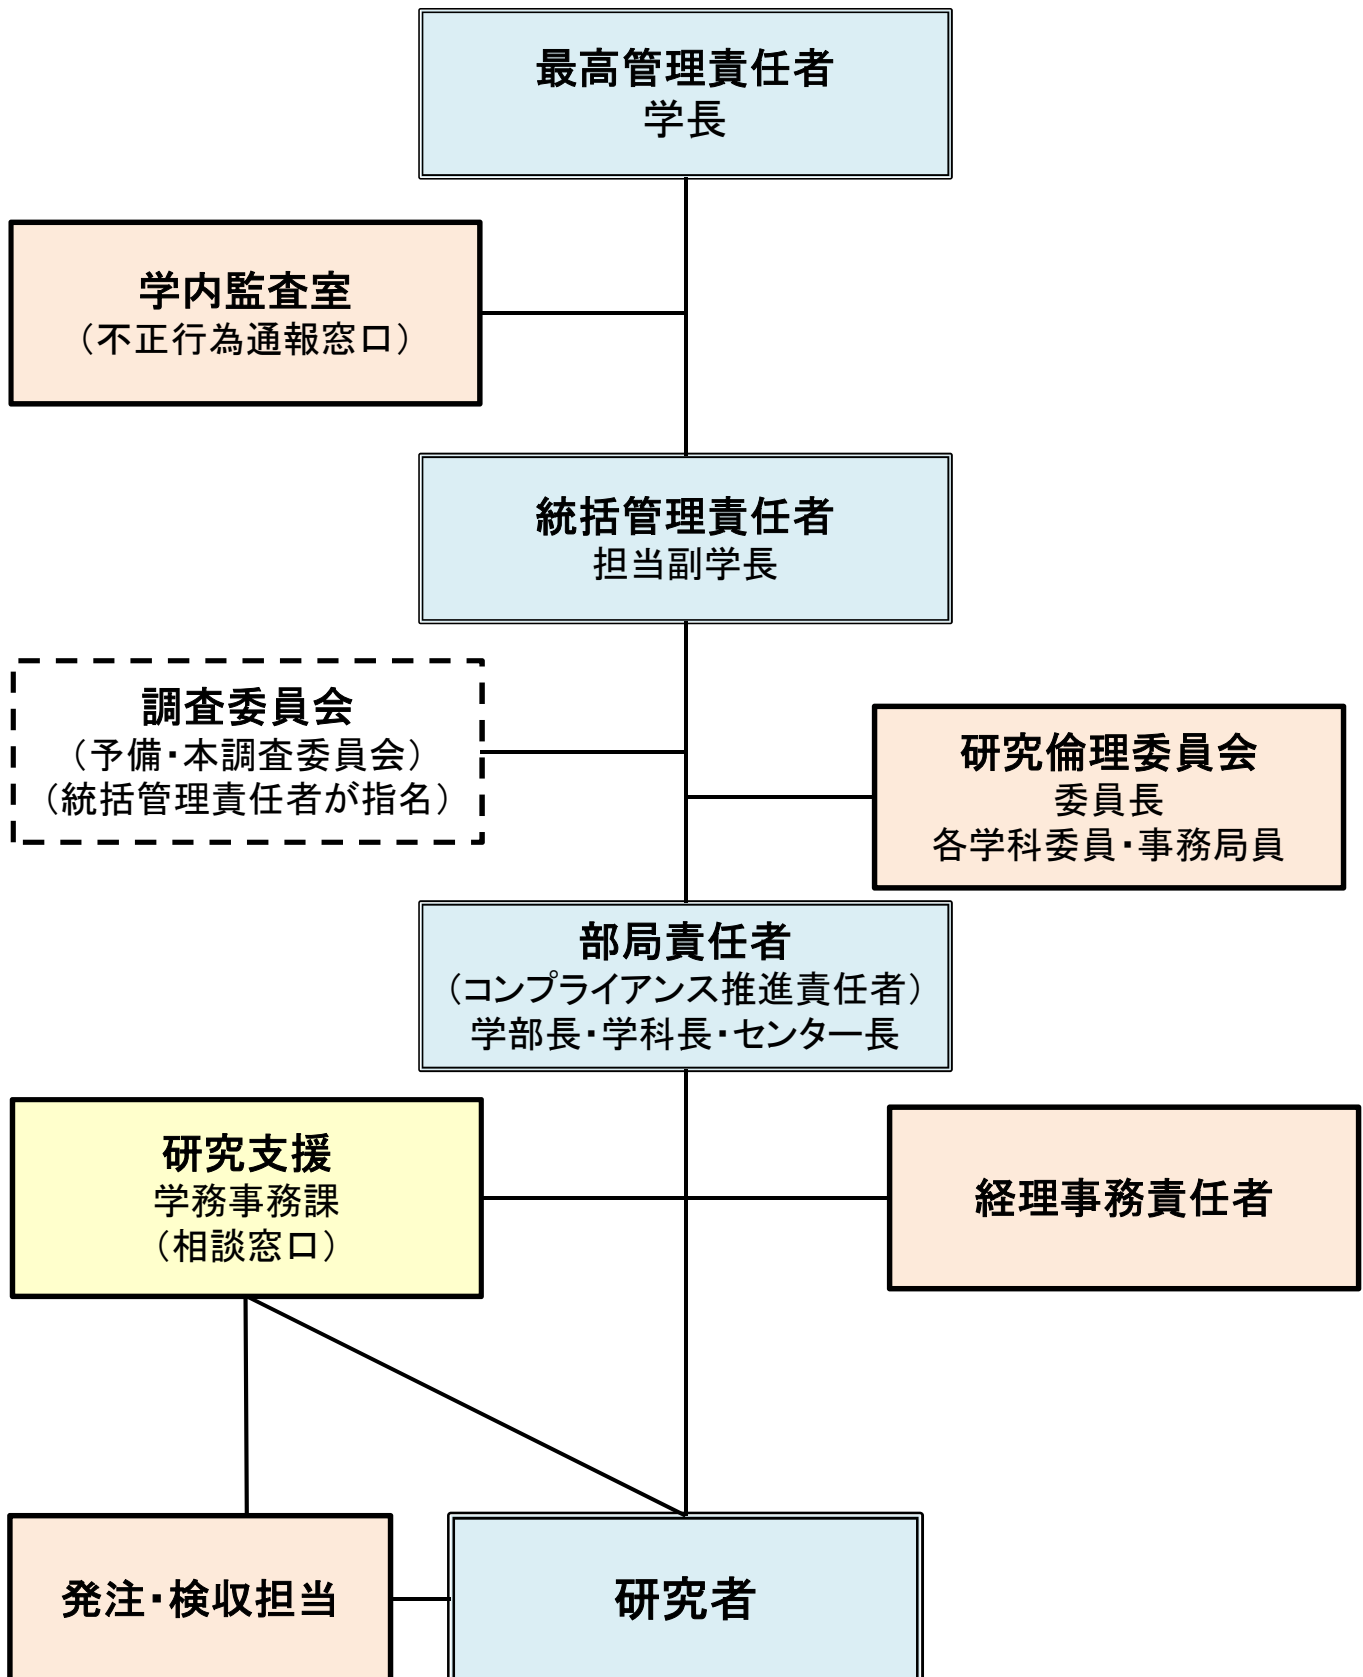 最高管理責任者
学長
学内監査室
（不正行為通報窓口）
統括管理責任者
担当副学長
調査委員会
（予備・本調査委員会）
（統括管理責任者が指名）
研究倫理委員会
委員長
各学科委員・事務局員
部局責任者
（コンプライアンス推進責任者）
学部長・学科長・センター長
研究支援
学務事務課
（相談窓口）
経理事務責任者
発注・検収担当
研究者